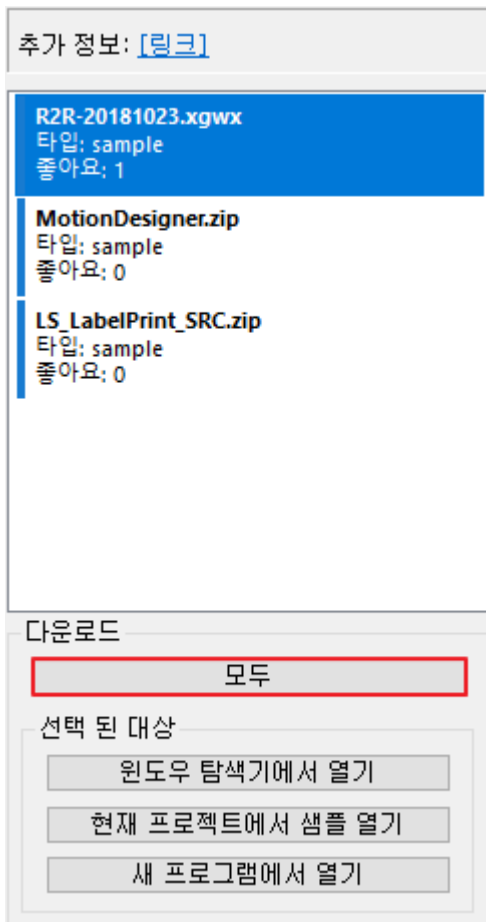 추가 정보: [링크]
R2R-20181023.xgwx
타입: sample
좋아요: 1
MotionDesigner.zip
타입: sample
좋아요: 0
LS_LabelPrint_SRC.zip
타입: sample
좋아요: 0
다운로드
모두
선택 된 대상
윈도우 탐색기에서 열기
현재 프로젝트에서 샘플 열기
새 프로그램에서 열기